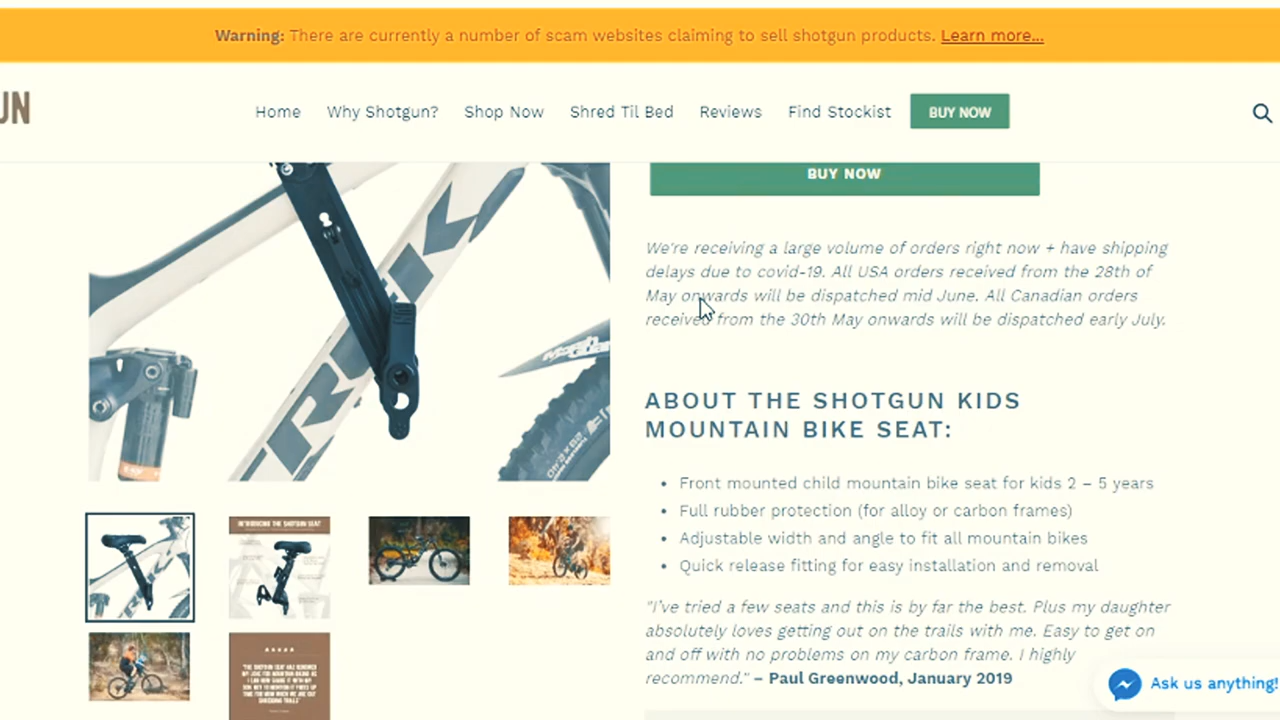 Warning: There are currently a number of scam websites claiming to sell shotgun products. Learn more...
UN
Home Why Shotgun? Shop Now Shred Til Bed Reviews Find Stockist BUY NOW
BUY NOW
We're receiving a large volume of orders right now + have shipping
delays due to covid-19. All USA orders received from the 28th of
May onwards will be dispatched mid June. All Canadian orders
received from the 30th May onwards will be dispatched early July.
ABOUT THE SHOTGUN KIDS
MOUNTAIN BIKE SEAT:
• Front mounted child mountain bike seat for kids 2 – 5 years
• Full rubber protection (for alloy or carbon frames)
• Adjustable width and angle to fit all mountain bikes
• Quick release fitting for easy installation and removal
"I've tried a few seats and this is by far the best. Plus my daughter
absolutely loves getting out on the trails with me. Easy to get on
and off with no problems on my carbon frame. I highly
recommend." – Paul Greenwood, January 2019
INTRODUCING THE SHOTGUN SEAT!
Ask us anything!